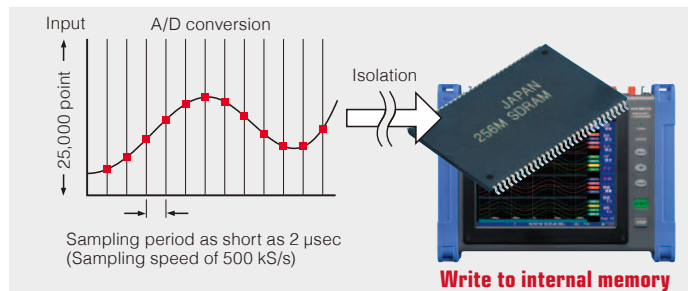 Input
A/D conversion
25,000 point
Isolation
JAPAN
256M SDRAM
Sampling period as short as 2 µsec
(Sampling speed of 500 kS/s)
Write to internal memory